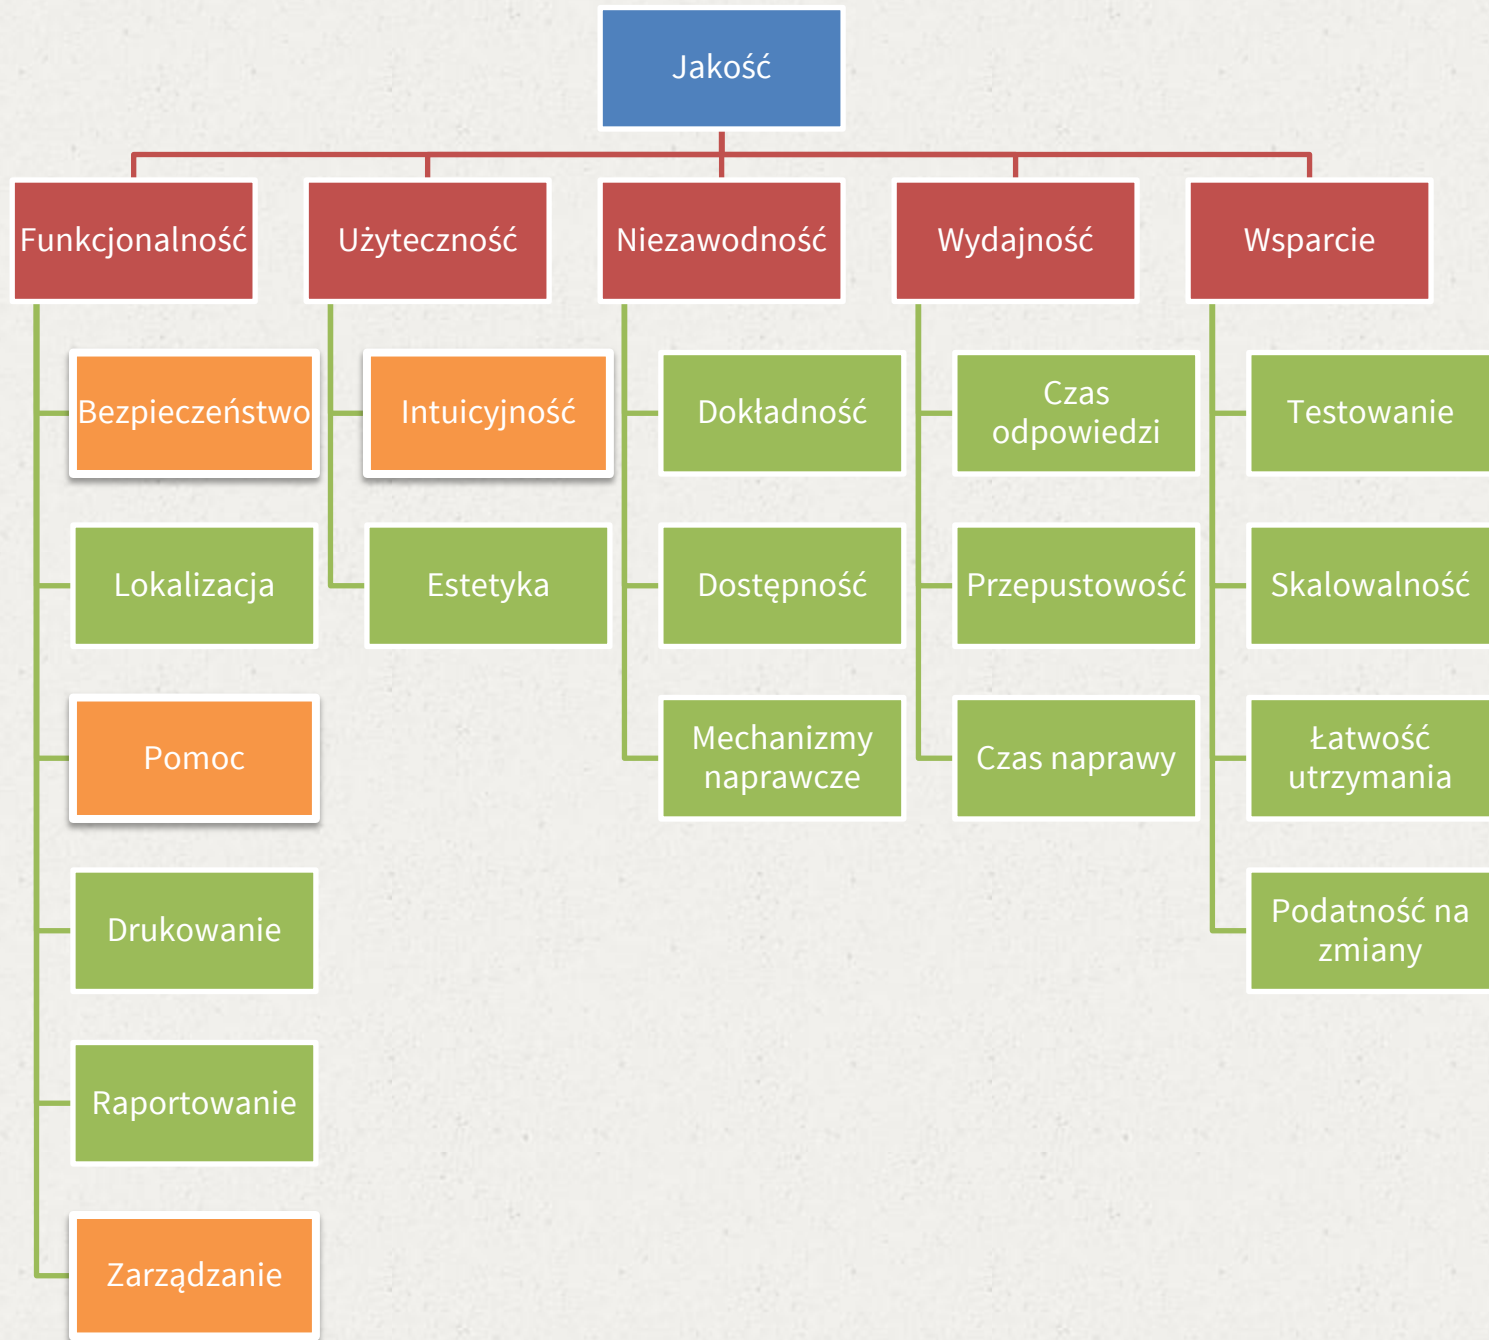 Jakość
Funkcjonalność
Użyteczność
Niezawodność
Wydajność
Wsparcie
Bezpieczeństwo
Lokalizacja
Pomoc
Drukowanie
Raportowanie
Zarządzanie
Intuicyjność
Estetyka
Dokładność
Dostępność
Mechanizmy
naprawcze
Czas
odpowiedzi
Przepustowość
Czas naprawy
Testowanie
Skalowalność
Łatwość
utrzymania
Podatność na
zmiany